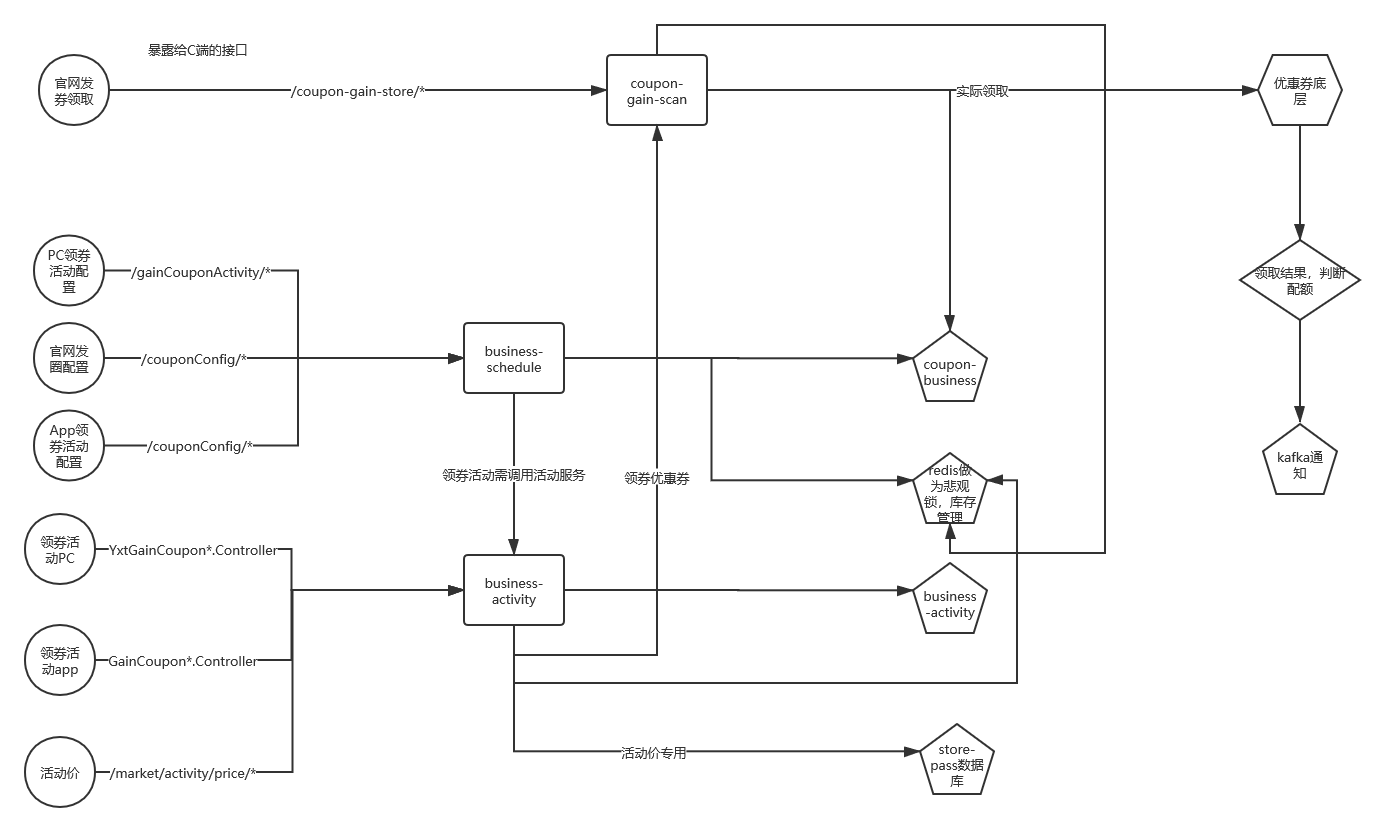 暴露给C端的接口
官网发
券领取
/coupon-gain-store/*
coupon-
gain-scan
实际领取
优惠券底
层
PC领券
活动配
置
/gainCouponActivity/*
领取结果，判断
配额
官网发
圈配置
/couponConfig/*
business-
schedule
coupon-
business
App领
券活动
配置
/couponConfig/*
领券活动需调用活动服务
领券优惠券
redis做
为悲观
锁，库存
管理
kafka通
知
领券活
动PC
YxtGainCoupon*.Controller
business-
activity
business
-activity
领券活
动app
GainCoupon*.Controller
活动价
/market/activity/price/*
活动价专用
store-
pass数据
库